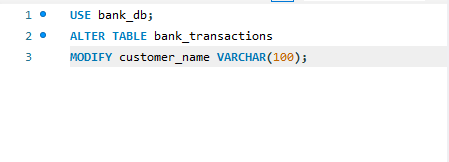 1 USE bank_db;
2 ALTER TABLE bank_transactions
3 MODIFY customer_name VARCHAR(100);